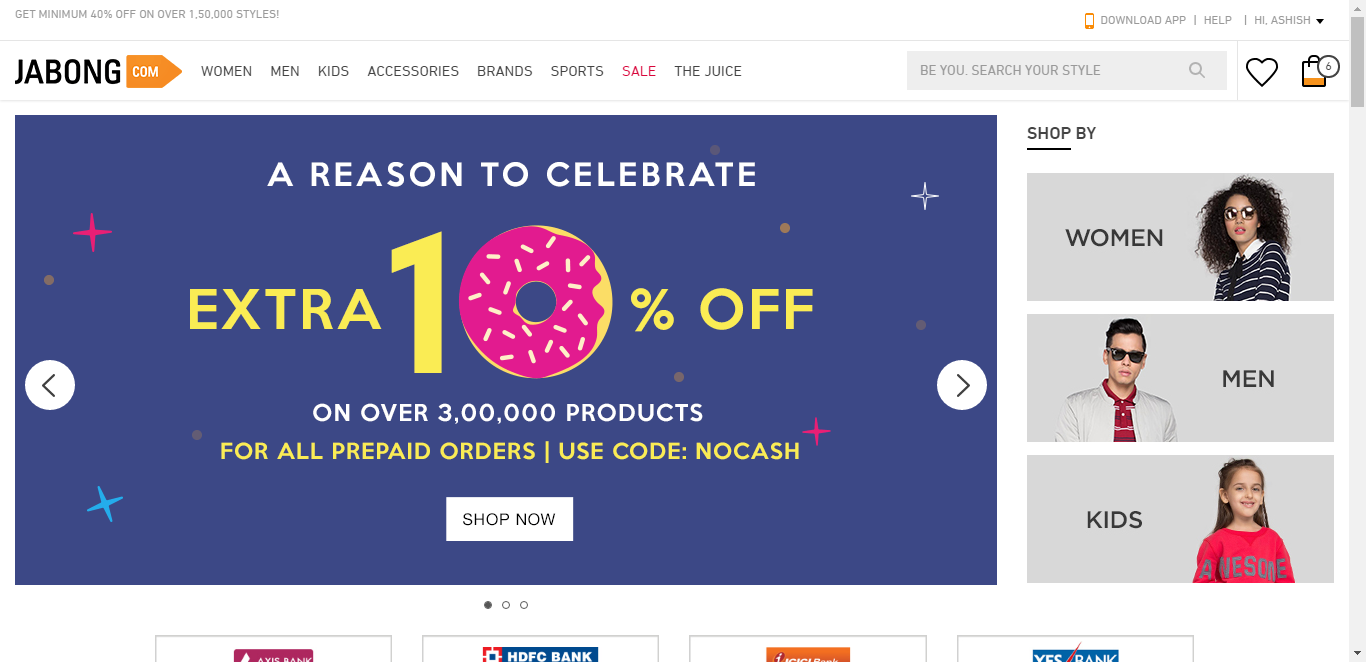 GET MINIMUM 40% OFF ON OVER 1,50,000 STYLES!
DOWNLOAD APP | HELP | HI, ASHISH
JABONG COM
WOMEN MEN KIDS ACCESSORIES BRANDS SPORTS SALE THE JUICE
BE YOU. SEARCH YOUR STYLE
6
A REASON TO CELEBRATE
EXTRA 10% OFF
ON OVER 3,00,000 PRODUCTS
FOR ALL PREPAID ORDERS | USE CODE: NOCASH
SHOP NOW
SHOP BY
WOMEN
MEN
KIDS
AWESOME
AXIS BANK
HDFC BANK
ICICI Bank
YES BANK